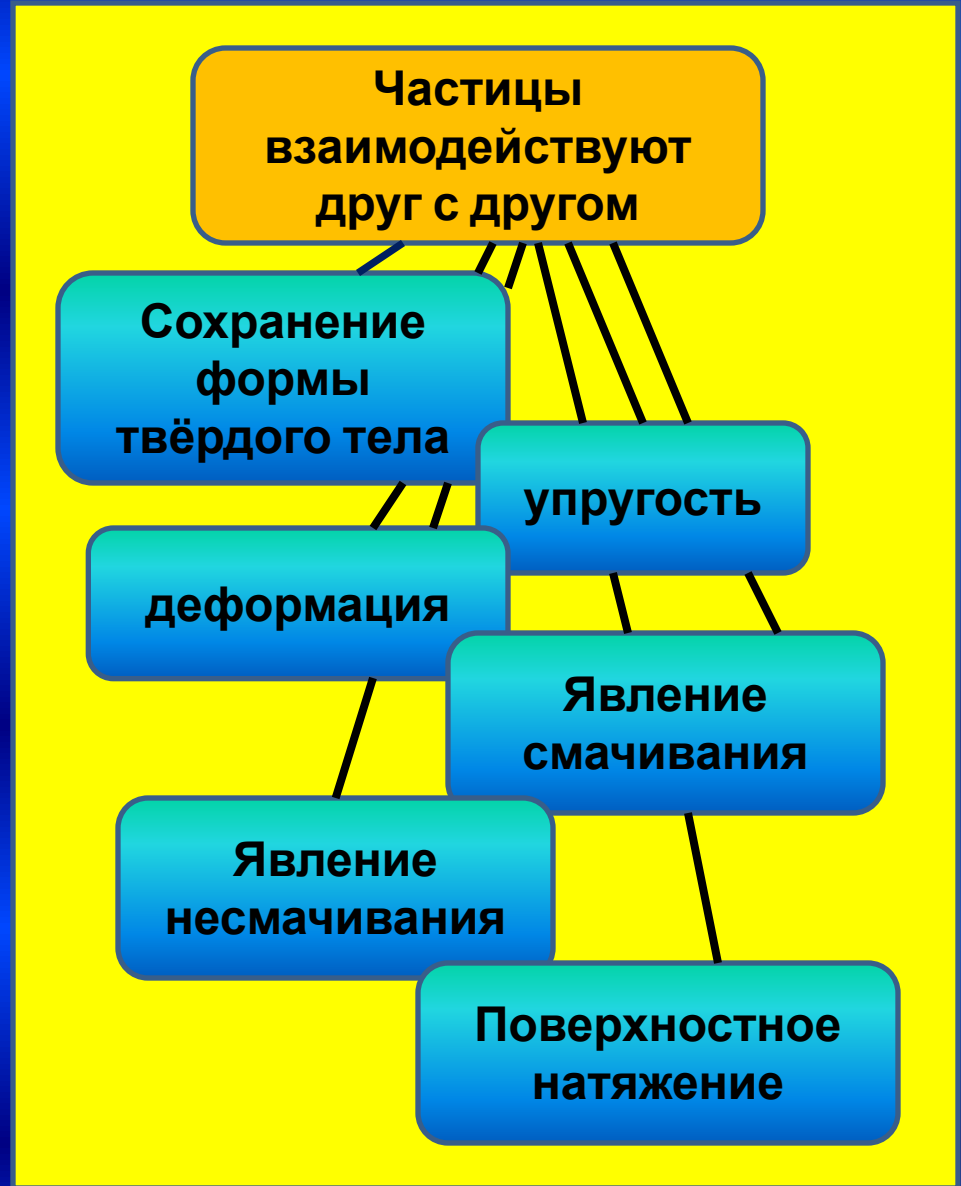 Частицы
взаимодействуют
друг с другом
Сохранение
формы
твёрдого тела
упругость
деформация
Явление
смачивания
Явление
несмачивания
Поверхностное
натяжение